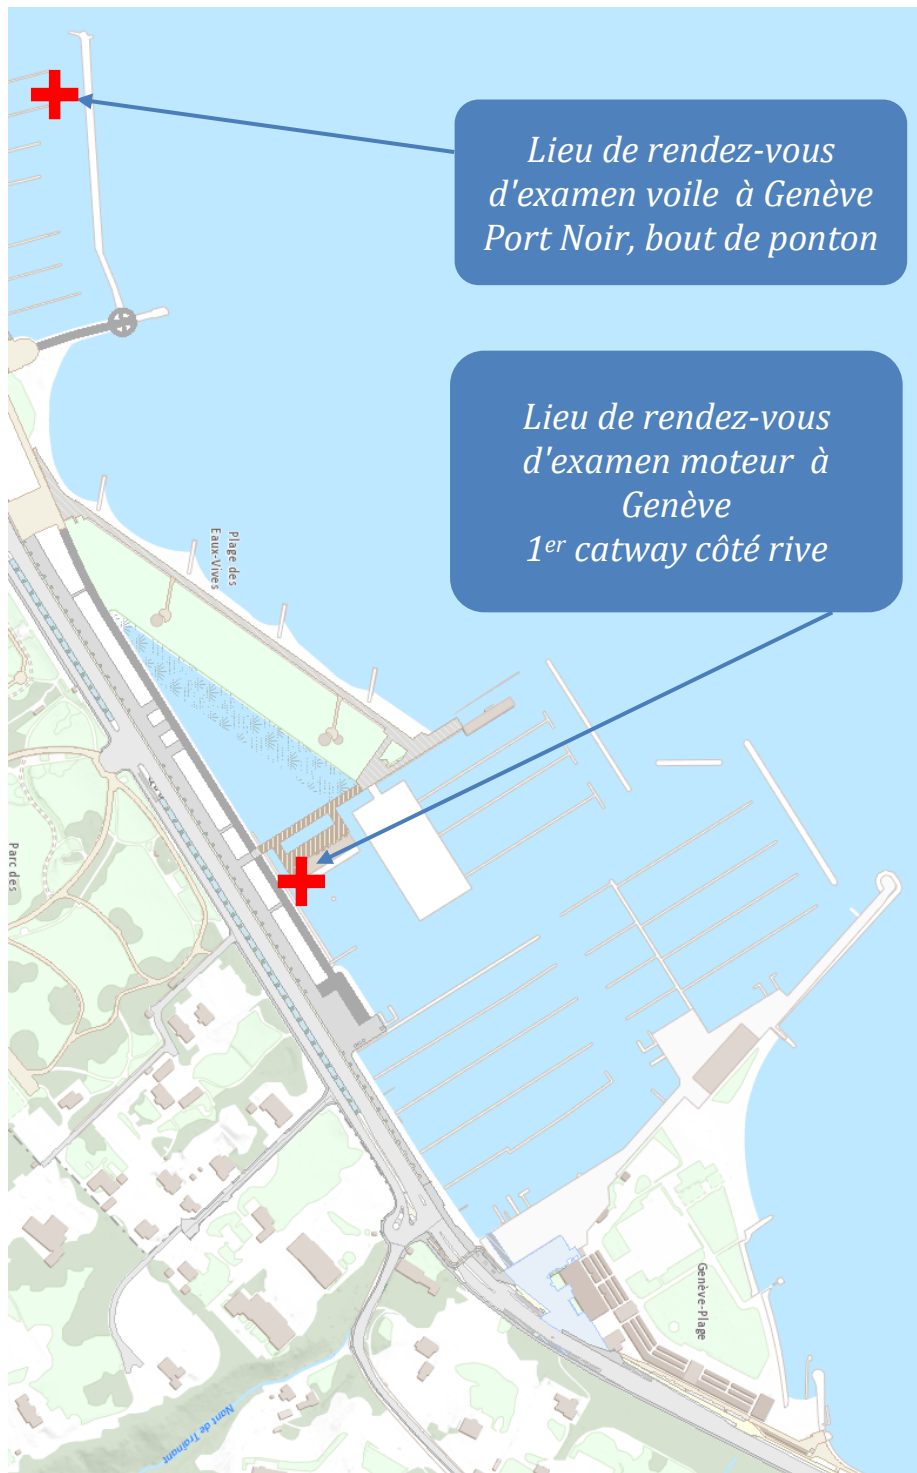 Lieu de rendez-vous
d'examen voile à Genève
Port Noir, bout de ponton
Lieu de rendez-vous
d'examen moteur à
Genève
1er catway côté rive
Plage des
Eaux-Vives
Parc des
Genève-Plage
Nant de Traînant